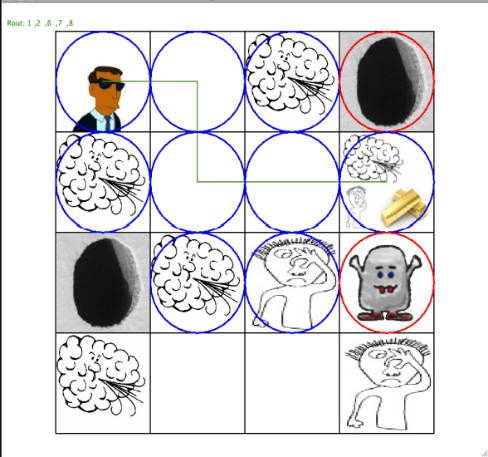 Rout: 1 ,2 ,6 ,7 ,8